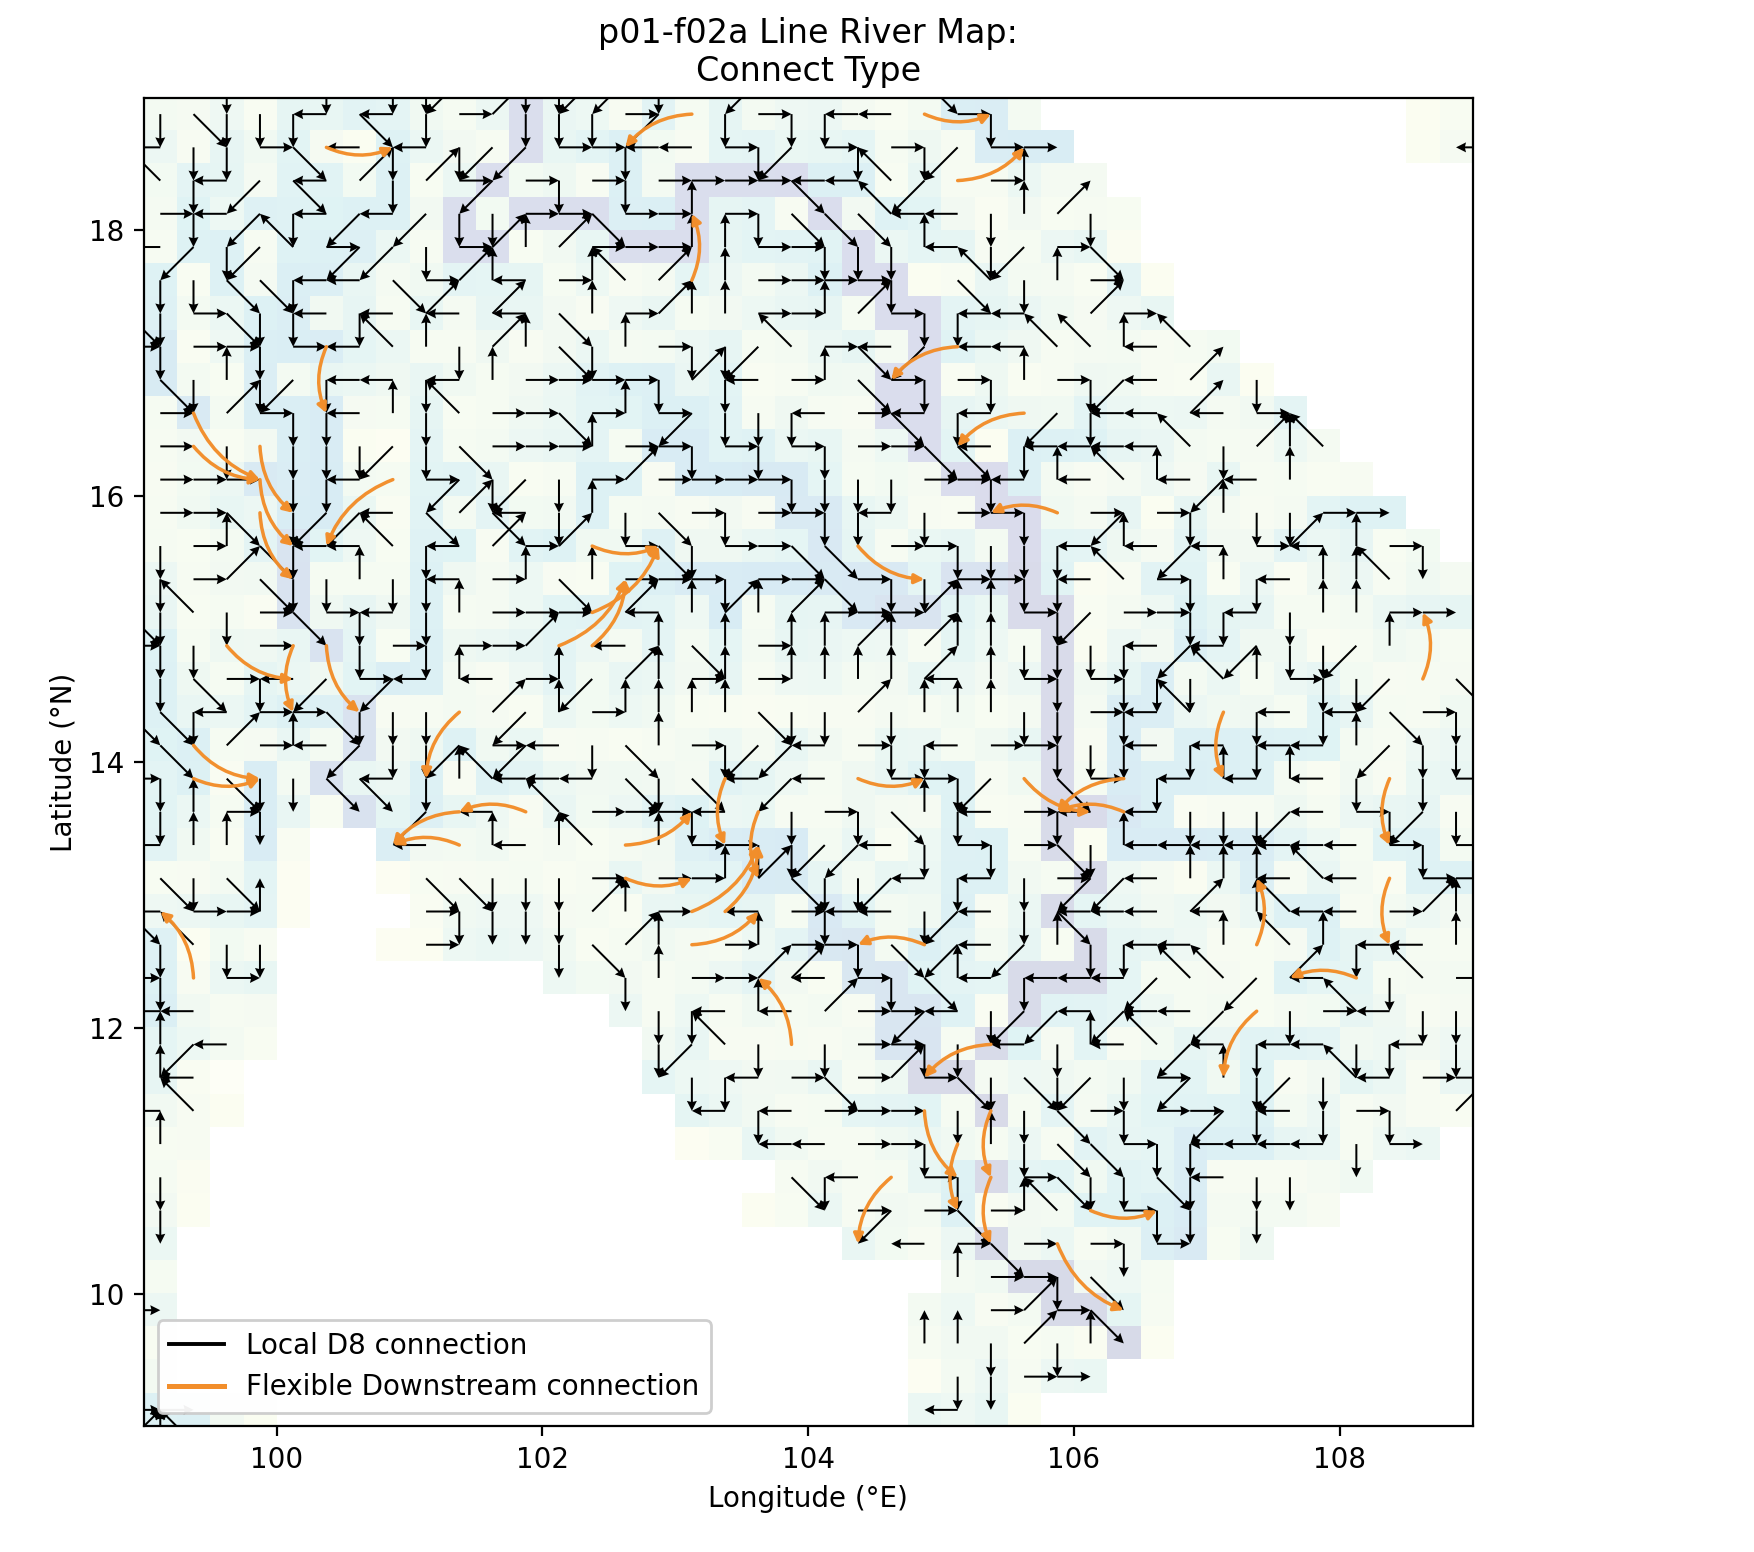 p01-f02a Line River Map:
Connect Type
Latitude (°N)
18
16
14
12
10
Local D8 connection
Flexible Downstream connection
100
102
104
106
108
Longitude (°E)